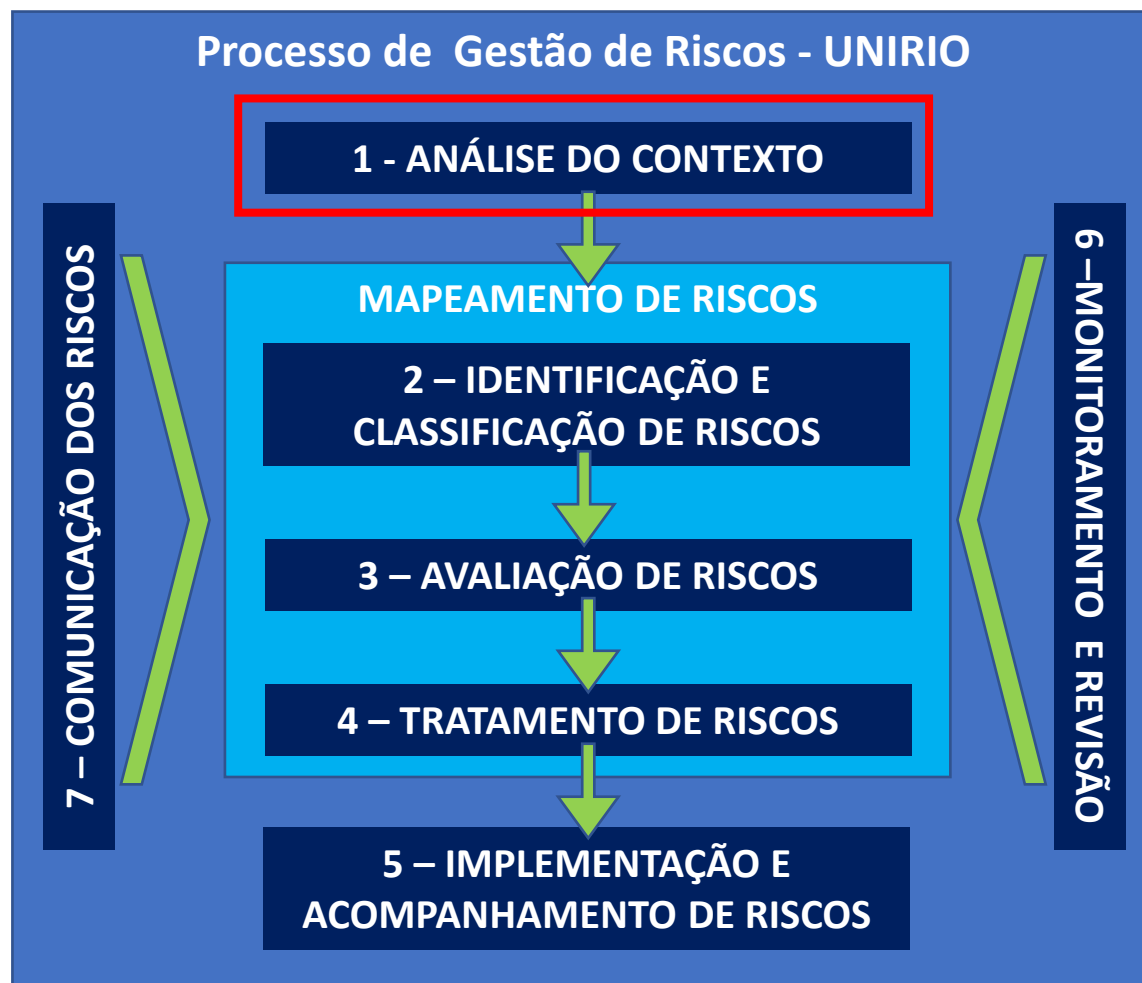 Processo de  Gestão de Riscos - UNIRIO
1 - ANÁLISE DO CONTEXTO
7 – COMUNICAÇÃO DOS RISCOS
MAPEAMENTO DE RISCOS
2 – IDENTIFICAÇÃO E
CLASSIFICAÇÃO DE RISCOS
3 – AVALIAÇÃO DE RISCOS
4 – TRATAMENTO DE RISCOS
5 – IMPLEMENTAÇÃO E
ACOMPANHAMENTO DE RISCOS
6 –MONITORAMENTO  E REVISÃO